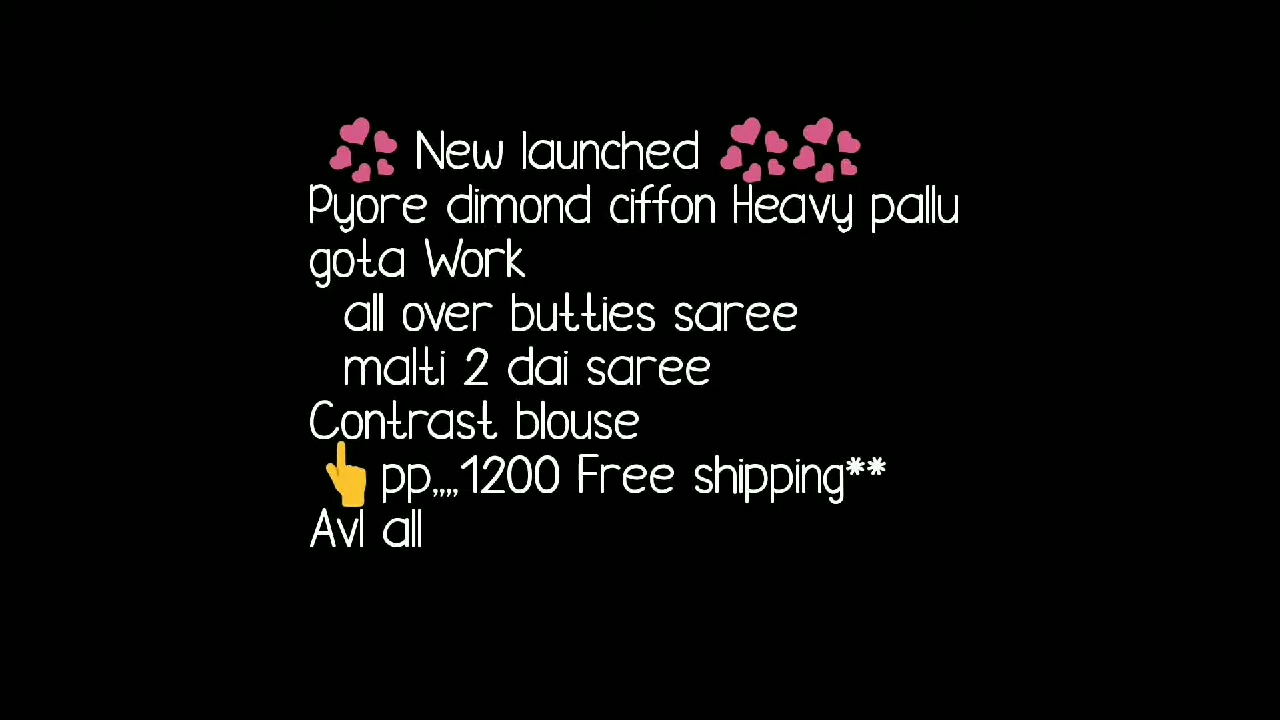 💞 New launched 💞💞
Pyore dimond ciffon Heavy pallu
gota Work
all over butties saree
malti 2 dai saree
Contrast blouse
👆pp,,,,1200 Free shipping**
Avl all